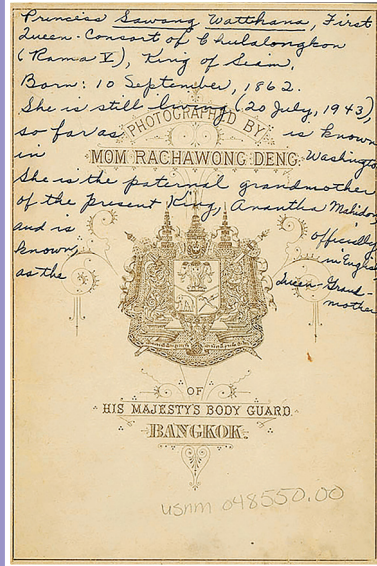 Princess Sawang Watthana, First
Queen-Consort of Chulalongkon
(Rama V), King of Siam.
Born: 10 September, 1862.
She is still living (20 July, 1943),
so far as is known
PHOTOGRAPHED BY
in Washington
MOM RACHAWONG DENG
She is the paternal grandmother
of the present King, Anantha Mahidon,
and is officially
known, in English
as the Queen-Grand-
mother
OF
HIS MAJESTY'S BODY GUARD.
BANGKOK.
USNM 048550.00